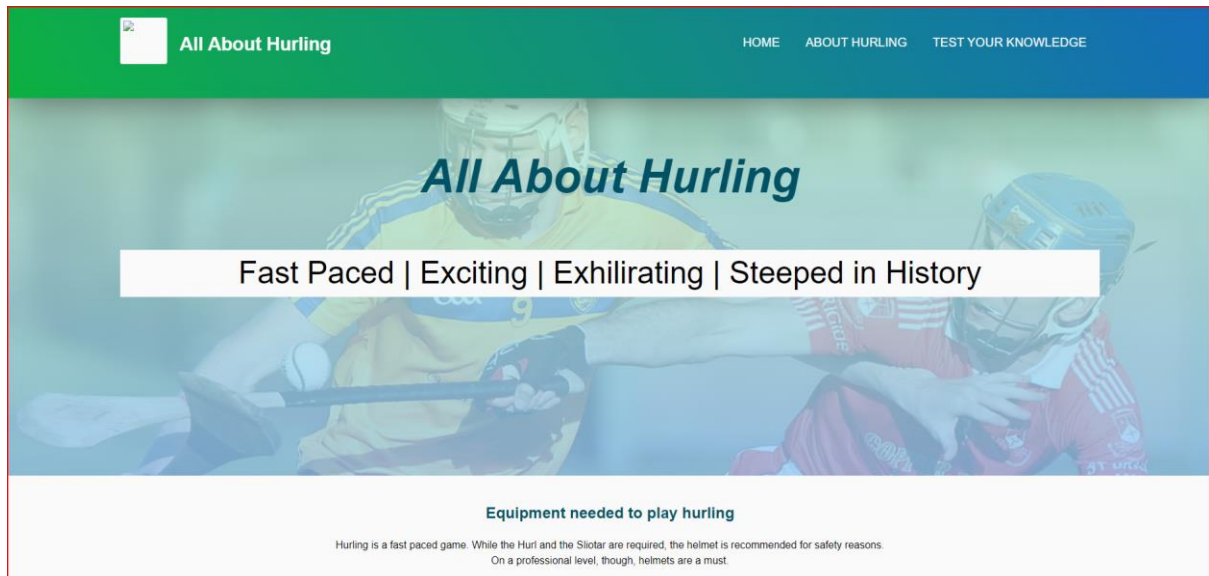 All About Hurling
HOME ABOUT HURLING TEST YOUR KNOWLEDGE
All About Hurling
Fast Paced | Exciting | Exhilirating | Steeped in History
9
Equipment needed to play hurling
Hurling is a fast paced game. While the Hurl and the Sliotar are required, the helmet is recommended for safety reasons.
On a professional level, though, helmets are a must.